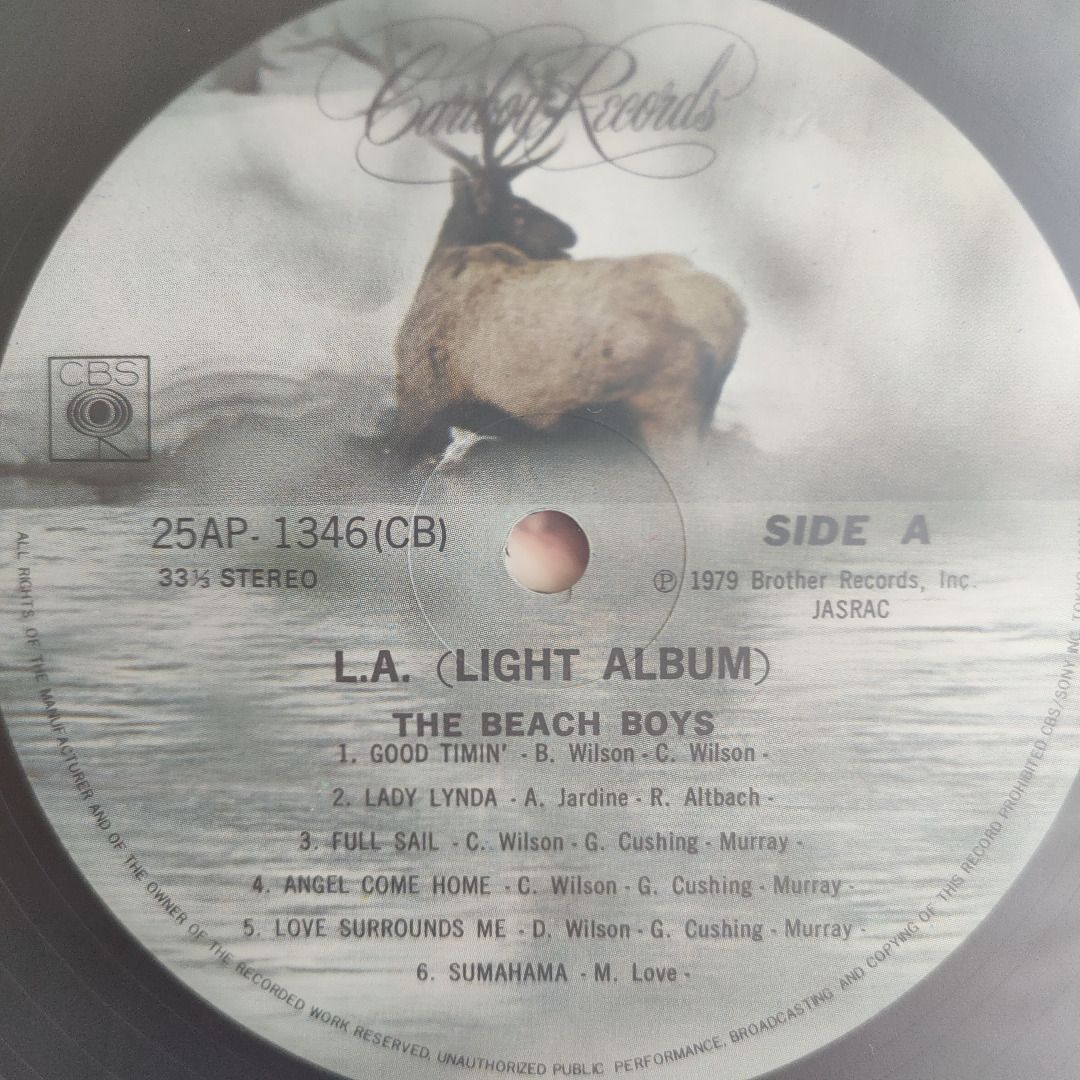 Caribou Records
CBS
25AP-1346(CB)
33⅓ STEREO
SIDE A
Ⓟ 1979 Brother Records, Inc.
JASRAC
L.A. (LIGHT ALBUM)
THE BEACH BOYS
1. GOOD TIMIN' - B. Wilson - C. Wilson -
2. LADY LYNDA - A. Jardine - R. Altbach -
3. FULL SAIL - C. Wilson - G. Cushing - Murray -
4. ANGEL COME HOME - C. Wilson - G. Cushing - Murray -
5. LOVE SURROUNDS ME - D. Wilson - G. Cushing - Murray -
6. SUMAHAMA - M. Love -
ALL RIGHTS OF THE MANUFACTURER AND OF THE OWNER OF THE RECORDED WORK RESERVED, UNAUTHORIZED PUBLIC PERFORMANCE, BROADCASTING AND COPYING OF THIS RECORD PROHIBITED CBS/SONY INC.